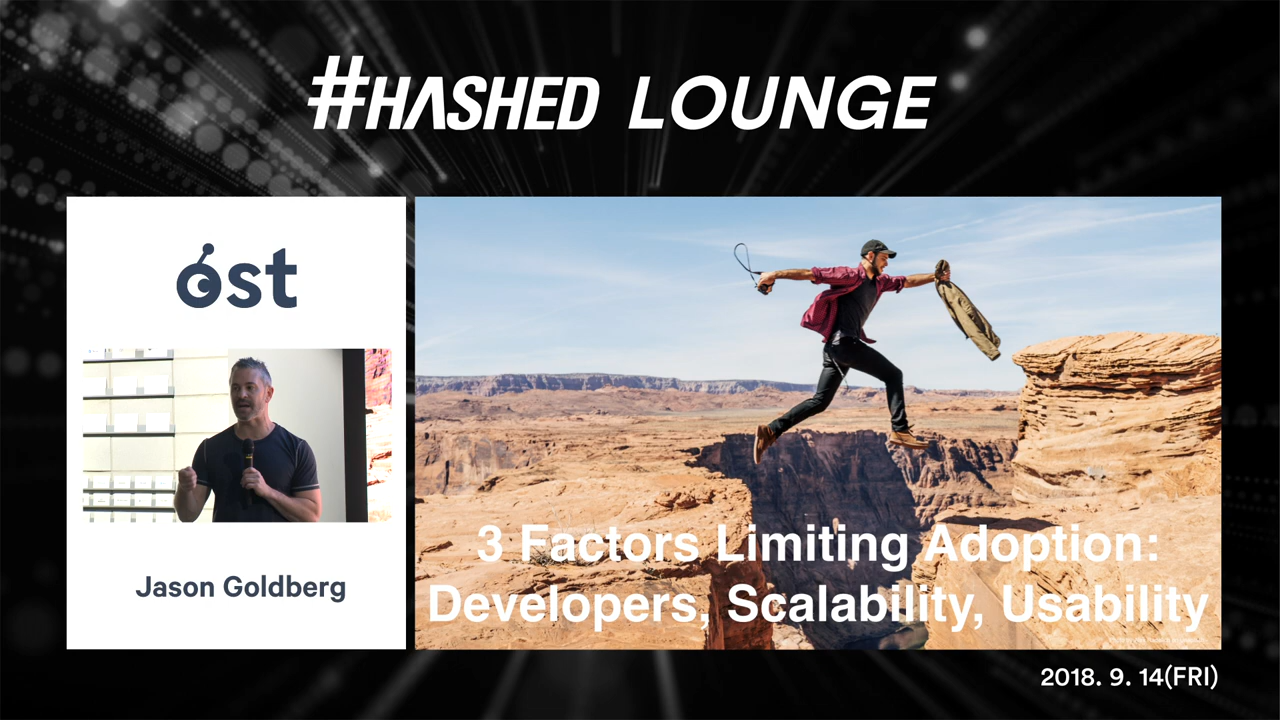 #HASHED LOUNGE
ost
Jason Goldberg
3 Factors Limiting Adoption:
Developers, Scalability, Usability
2018. 9. 14(FRI)